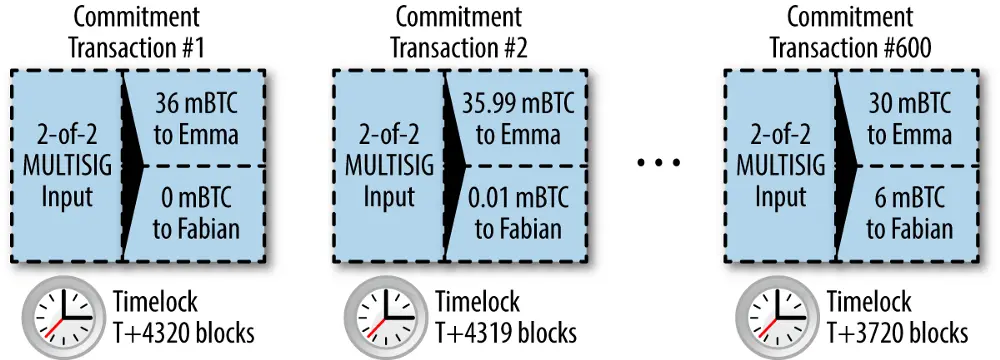 Commitment
Transaction #1
2-of-2
MULTISIG
Input
36 mBTC
to Emma
0 mBTC
to Fabian
Timelock
T+4320 blocks
Commitment
Transaction #2
2-of-2
MULTISIG
Input
35.99 mBTC
to Emma
0.01 mBTC
to Fabian
Timelock
T+4319 blocks
...
Commitment
Transaction #600
2-of-2
MULTISIG
Input
30 mBTC
to Emma
6 mBTC
to Fabian
Timelock
T+3720 blocks